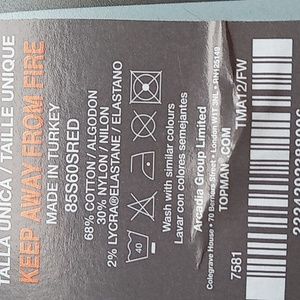 TALLA ÚNICA / TAILLE UNIQUE
KEEP AWAY FROM FIRE
MADE IN TURKEY
85S60SRED
68% COTTON / ALGODON
30% NYLON / NILON
2% LYCRA@ELASTANE / ELASTANO
40
Wash with similar colours
Lavar con colores semejantes
Arcadia Group Limited
Colegrave House • 70 Berners Street • London W1T 3NL • RN125149
TOPMAN.COM
7581
TMA12/FW